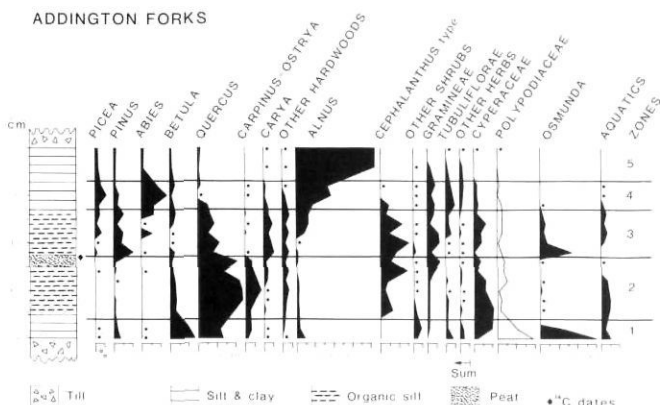 ADDINGTON FORKS
cm
PICEA
PINUS
ABIES
BETULA
QUERCUS
CARPINUS-OSTRYA
CARYA
OTHER HARDWOODS
ALNUS
CEPHALANTHUS type
OTHER SHRUBS
GRAMINEAE
TUBULIFLORAE
OTHER HERBS
CYPERACEAE
POLYPODIACEAE
OSMUNDA
AQUATICS
ZONES
5
4
3
2
1
Sum
Till
Silt & clay
Organic silt
Peat
¹⁴C dates